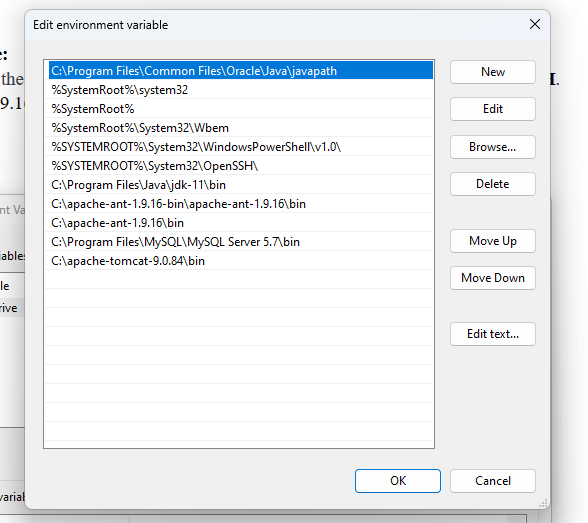 Edit environment variable
e:
the
H.
9.16
C:\Program Files\Common Files\Oracle\Java\javapath
%SystemRoot%\system32
%SystemRoot%
%SystemRoot%\System32\Wbem
%SYSTEMROOT%\System32\WindowsPowerShell\v1.0\
%SYSTEMROOT%\System32\OpenSSH\
C:\Program Files\Java\jdk-11\bin
C:\apache-ant-1.9.16-bin\apache-ant-1.9.16\bin
C:\apache-ant-1.9.16\bin
C:\Program Files\MySQL\MySQL Server 5.7\bin
C:\apache-tomcat-9.0.84\bin
New
Edit
Browse...
Delete
Move Up
Move Down
Edit text...
OK
Cancel
nt Va
iables
le
rive
variab